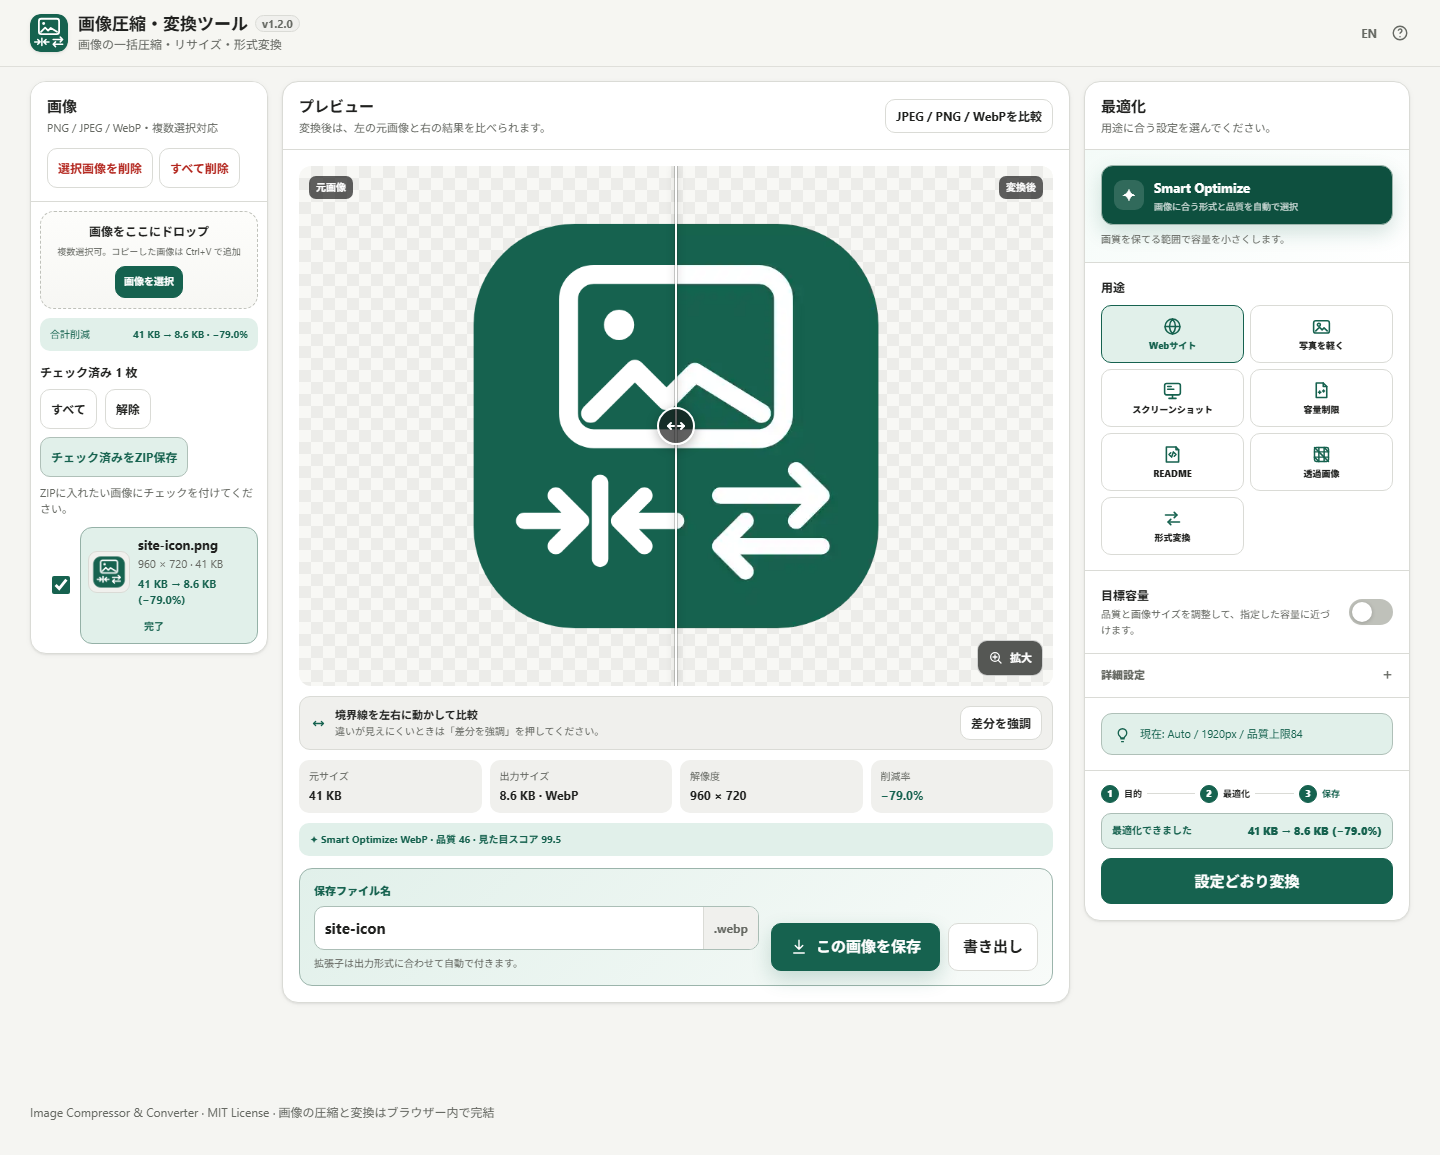 画像圧縮・変換ツール v1.2.0
画像の一括圧縮・リサイズ・形式変換
EN
画像
PNG / JPEG / WebP・複数選択対応
選択画像を削除 すべて削除
画像をここにドロップ
複数選択可。コピーした画像は Ctrl+V で追加
画像を選択
合計削減 41 KB → 8.6 KB · −79.0%
チェック済み 1 枚
すべて 解除
チェック済みをZIP保存
ZIPに入れたい画像にチェックを付けてくだ
さい。
site-icon.png
960 × 720 · 41 KB
41 KB → 8.6 KB
(−79.0%)
完了
プレビュー
変換後は、左の元画像と右の結果を比べられます。
JPEG / PNG / WebPを比較
元画像 変換後
拡大
境界線を左右に動かして比較
違いが見えにくいときは「差分を強調」を押してください。
差分を強調
元サイズ
41 KB
出力サイズ
8.6 KB · WebP
解像度
960 × 720
削減率
−79.0%
✦ Smart Optimize: WebP · 品質 46 · 見た目スコア 99.5
保存ファイル名
site-icon .webp
拡張子は出力形式に合わせて自動で付きます。
この画像を保存 書き出し
最適化
用途に合う設定を選んでください。
✦ Smart Optimize
画像に合う形式と品質を自動で選択
画質を保てる範囲で容量を小さくします。
用途
Webサイト 写真を軽く
スクリーンショット 容量制限
README 透過画像
形式変換
目標容量
品質と画像サイズを調整して、指定した容量に近づ
けます。
詳細設定 +
現在: Auto / 1920px / 品質上限84
1 目的 2 最適化 3 保存
最適化できました 41 KB → 8.6 KB (−79.0%)
設定どおり変換
Image Compressor & Converter · MIT License · 画像の圧縮と変換はブラウザー内で完結